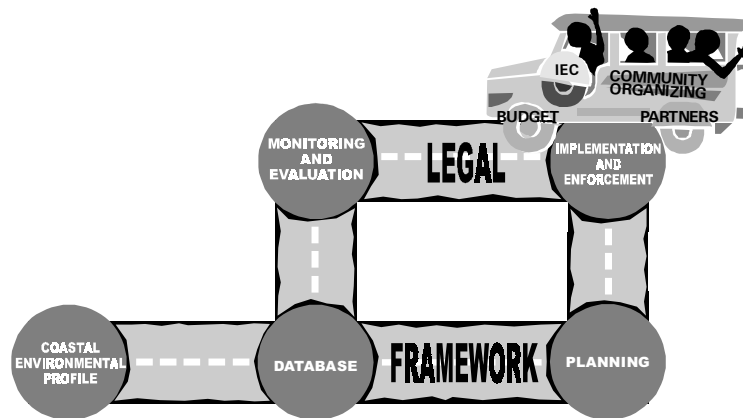 IEC
COMMUNITY
ORGANIZING
BUDGET
PARTNERS
MONITORING
AND
EVALUATION
LEGAL
IMPLEMENTATION
AND
ENFORCEMENT
COASTAL
ENVIRONMENTAL
PROFILE
DATABASE
FRAMEWORK
PLANNING